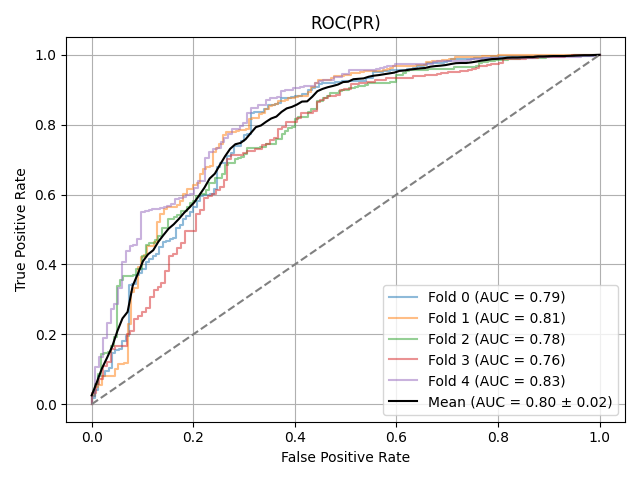 ROC(PR)
True Positive Rate
1.0
0.8
0.6
0.4
0.2
0.0
Fold 0 (AUC = 0.79)
Fold 1 (AUC = 0.81)
Fold 2 (AUC = 0.78)
Fold 3 (AUC = 0.76)
Fold 4 (AUC = 0.83)
Mean (AUC = 0.80 ± 0.02)
0.0 0.2 0.4 0.6 0.8 1.0
False Positive Rate